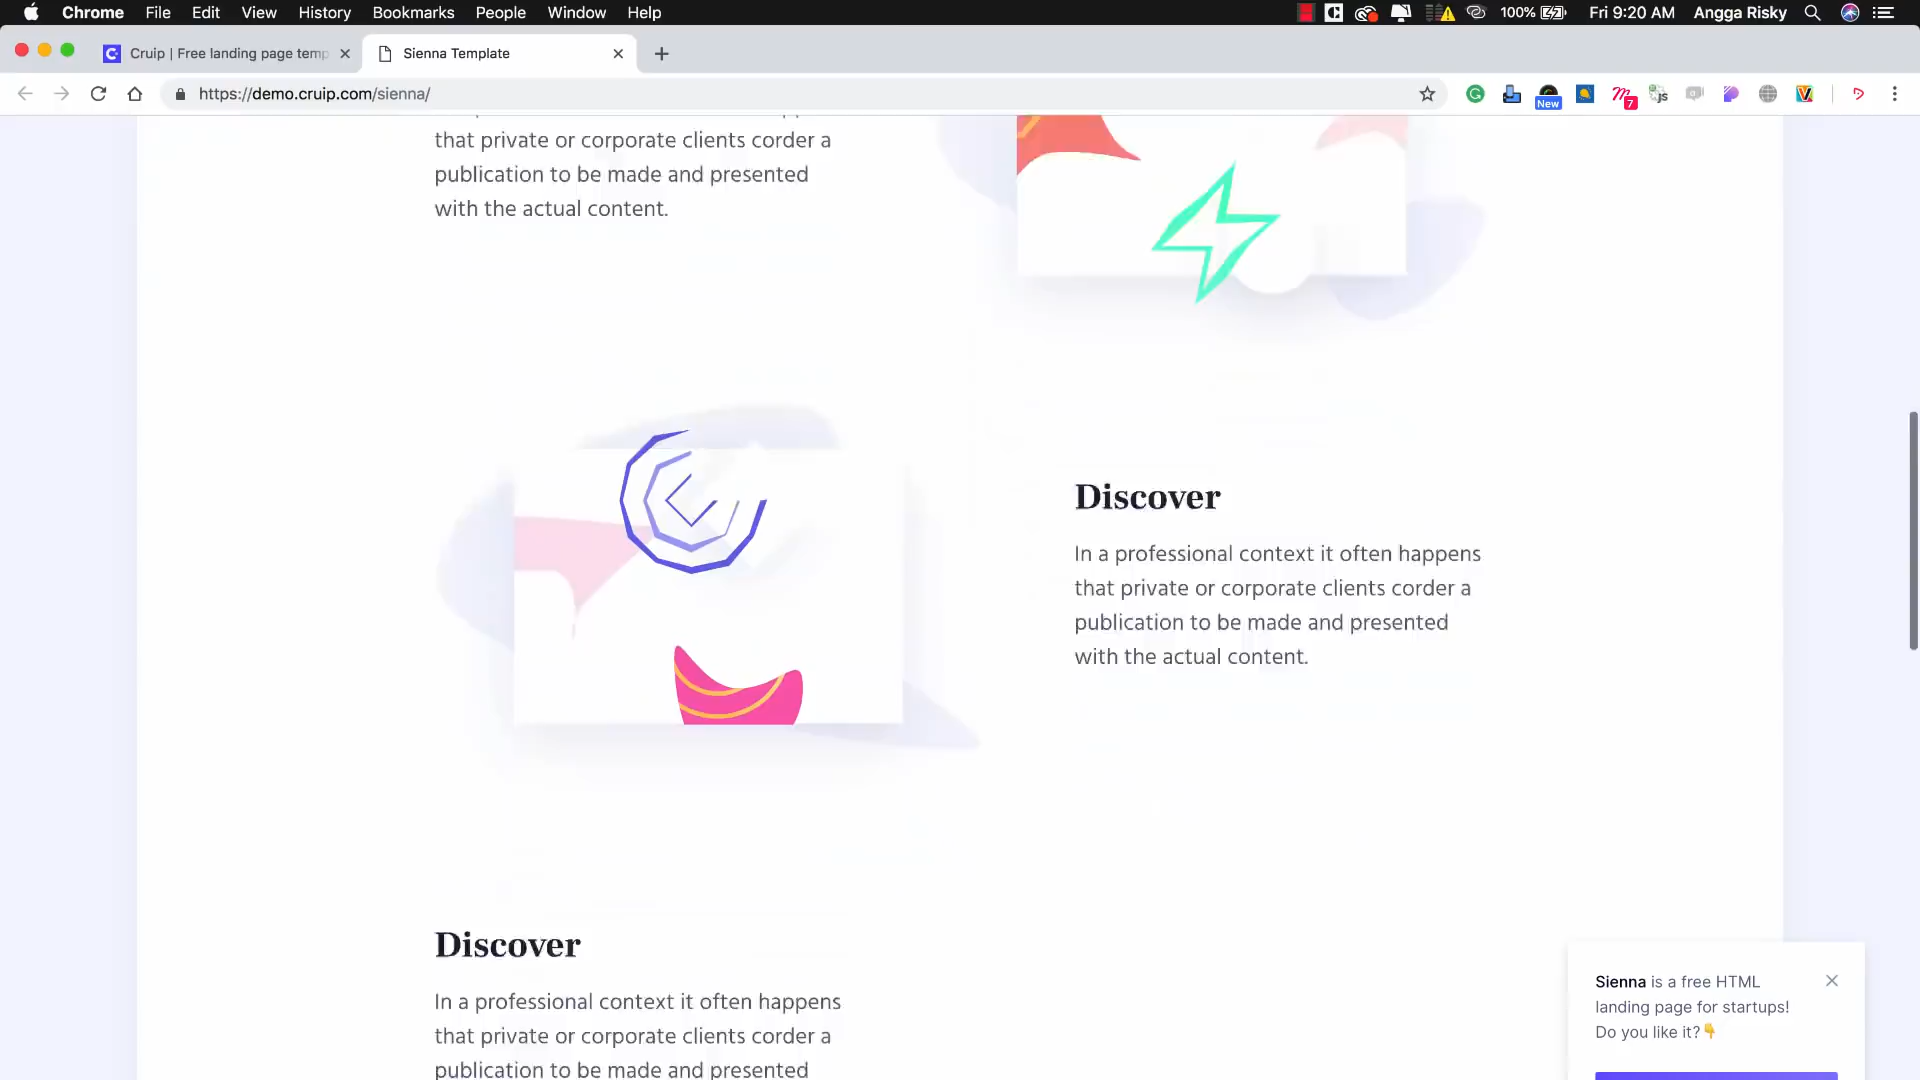 Chrome File Edit View History Bookmarks People Window Help 100% Fri 9:20 AM Angga Risky
Cruip | Free landing page temp
Sienna Template
https://demo.cruip.com/sienna/
New
7
that private or corporate clients corder a
publication to be made and presented
with the actual content.
Discover
In a professional context it often happens
that private or corporate clients corder a
publication to be made and presented
with the actual content.
Discover
In a professional context it often happens
that private or corporate clients corder a
publication to be made and presented
Sienna is a free HTML
landing page for startups!
Do you like it?👇